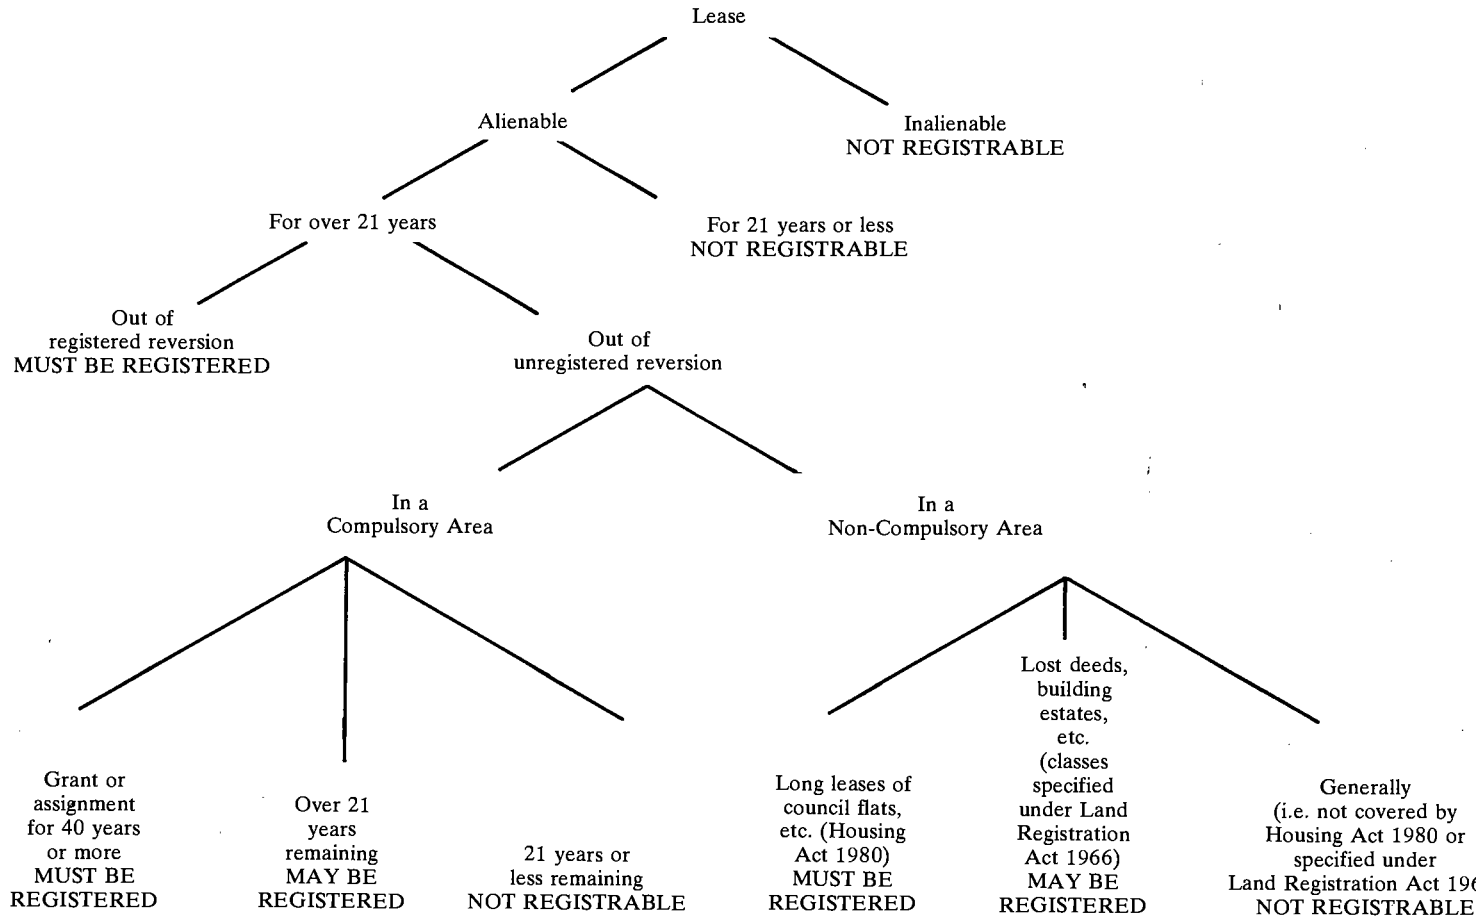 Lease
Alienable
Inalienable
NOT REGISTRABLE
For over 21 years
For 21 years or less
NOT REGISTRABLE
Out of
registered reversion
MUST BE REGISTERED
Out of
unregistered reversion
In a
Compulsory Area
In a
Non-Compulsory Area
Grant or
assignment
for 40 years
or more
MUST BE
REGISTERED
Over 21
years
remaining
MAY BE
REGISTERED
21 years or
less remaining
NOT REGISTRABLE
Long leases of
council flats,
etc. (Housing
Act 1980)
MUST BE
REGISTERED
Lost deeds,
building
estates,
etc.
(classes
specified
under Land
Registration
Act 1966)
MAY BE
REGISTERED
Generally
(i.e. not covered by
Housing Act 1980 or
specified under
Land Registration Act
NOT REGISTRABLE